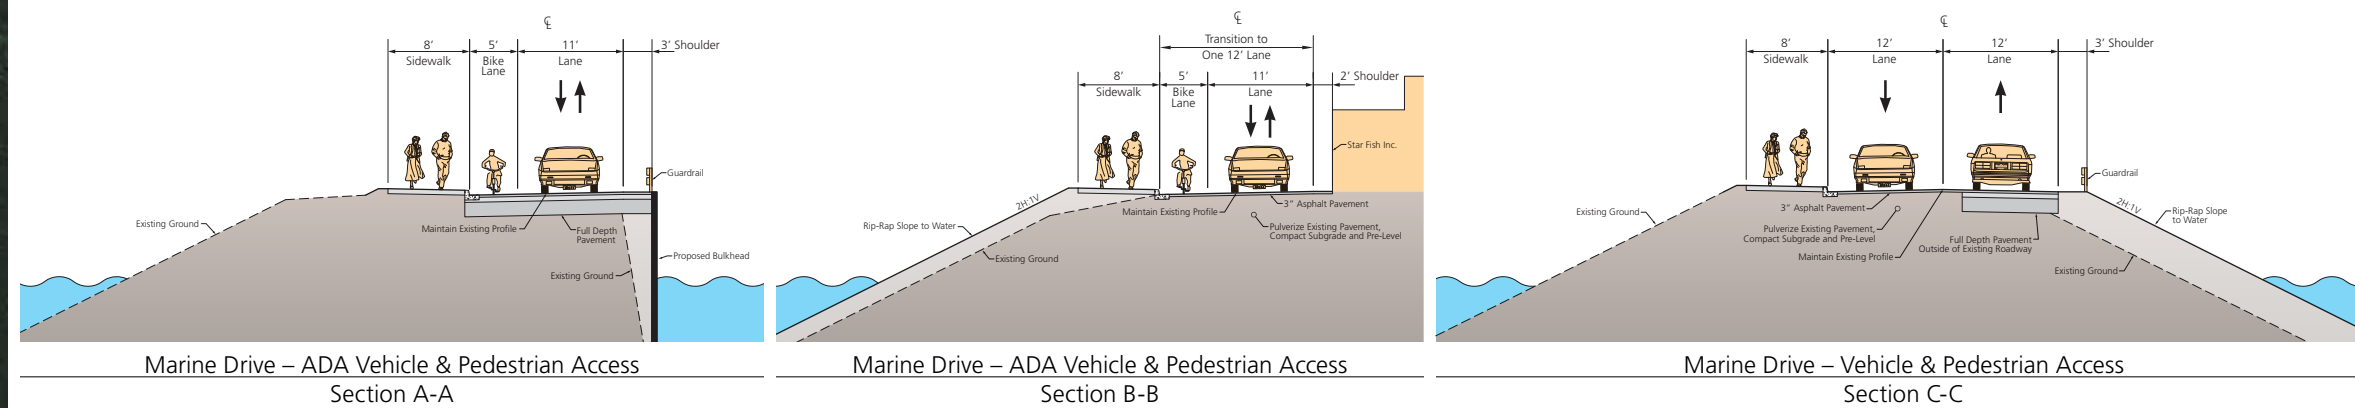 ℄
8’ 5’ 11’ 3’ Shoulder
Sidewalk Bike Lane
Lane
Guardrail
Existing Ground
Maintain Existing Profile
Full Depth
Pavement
Proposed Bulkhead
Existing Ground
Marine Drive – ADA Vehicle & Pedestrian Access
Section A-A
℄
Transition to
One 12’ Lane
8’ 5’ 11’ 2’ Shoulder
Sidewalk Bike Lane
Lane
Star Fish Inc.
2H:1V
3” Asphalt Pavement
Maintain Existing Profile
Rip-Rap Slope to Water
Pulverize Existing Pavement,
Compact Subgrade and Pre-Level
Existing Ground
Marine Drive – ADA Vehicle & Pedestrian Access
Section B-B
℄
8’ 12’ 12’ 3’ Shoulder
Sidewalk Lane Lane
Guardrail
2H:1V
Existing Ground
3” Asphalt Pavement
Rip-Rap Slope
to Water
Pulverize Existing Pavement,
Compact Subgrade and Pre-Level
Full Depth Pavement
Outside of Existing Roadway
Maintain Existing Profile
Existing Ground
Marine Drive – Vehicle & Pedestrian Access
Section C-C